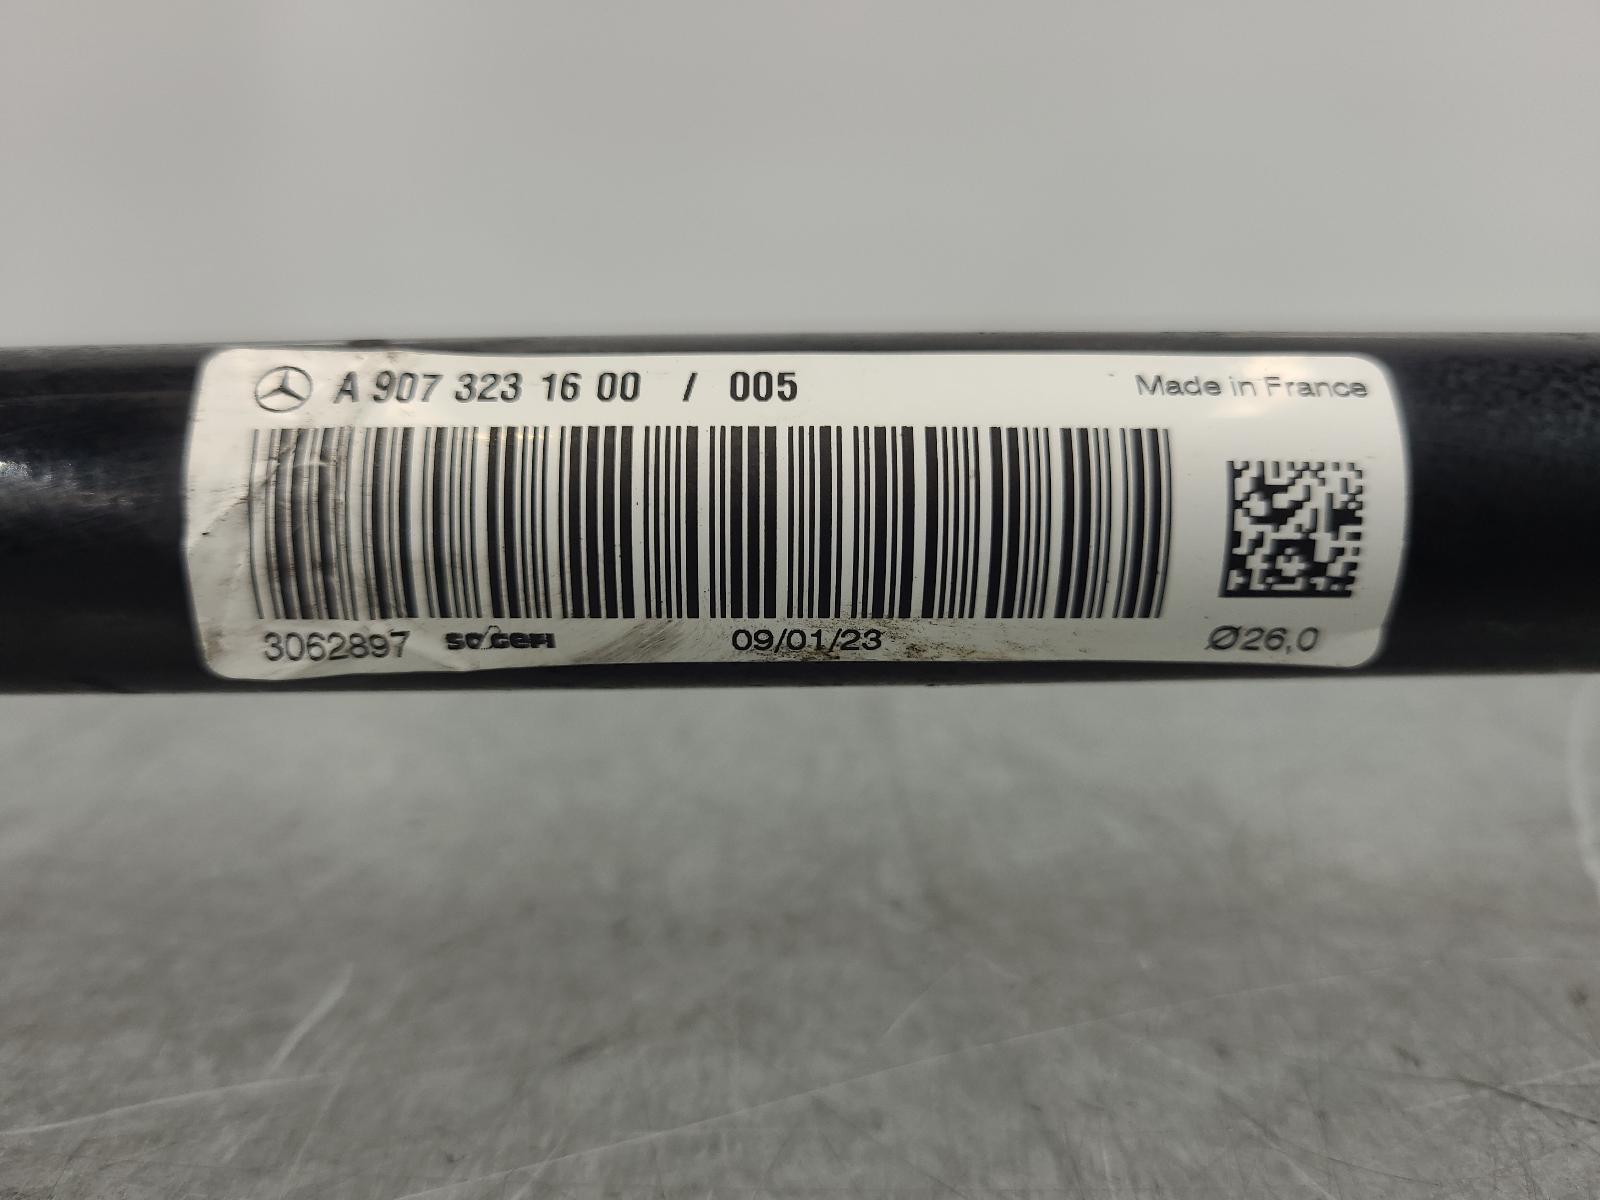 A 907 323 16 00 / 005 Made in France
3062897 SOGEFI 09/01/23 Ø26,0